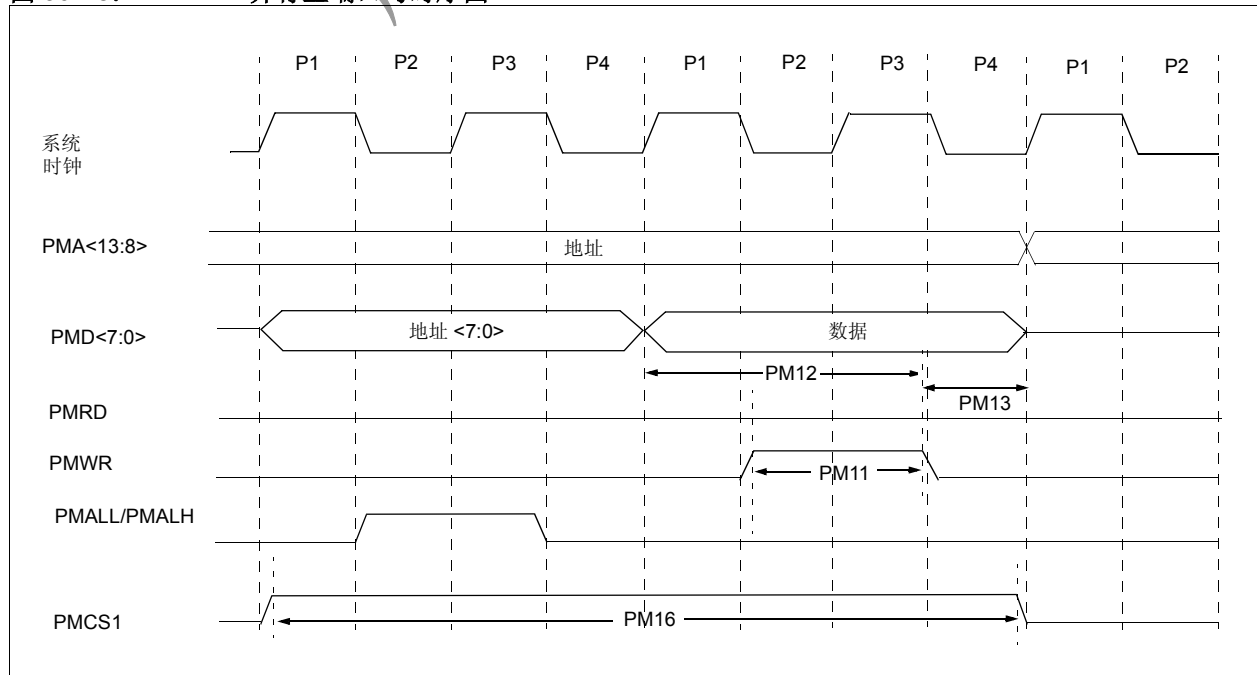 P1 P2 P3 P4 P1 P2 P3 P4 P1 P2
系统
时钟
PMA<13:8>
地址
PMD<7:0>
地址 <7:0>
数据
PM12
PM13
PMRD
PMWR
PM11
PMALL/PMALH
PMCS1
PM16